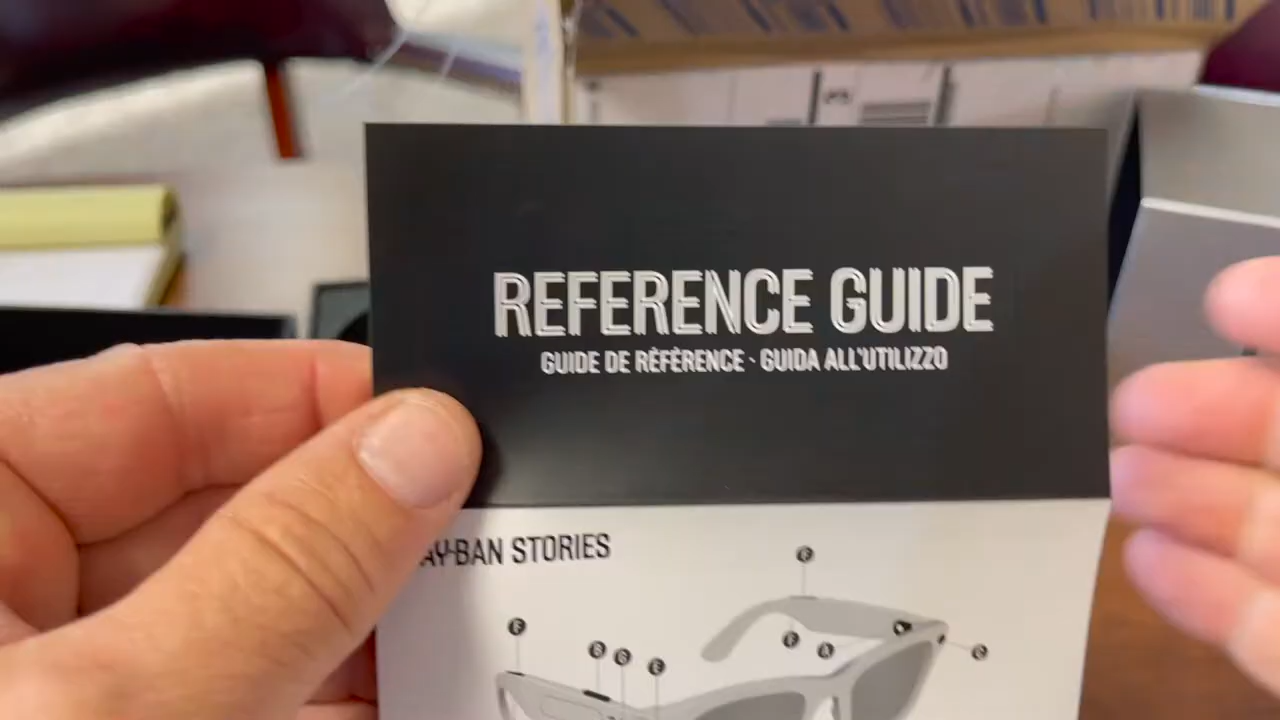 REFERENCE GUIDE
GUIDE DE RÉFÉRENCE · GUIDA ALL'UTILIZZO
AY-BAN STORIES
F
F
B
G
E
F
A
C